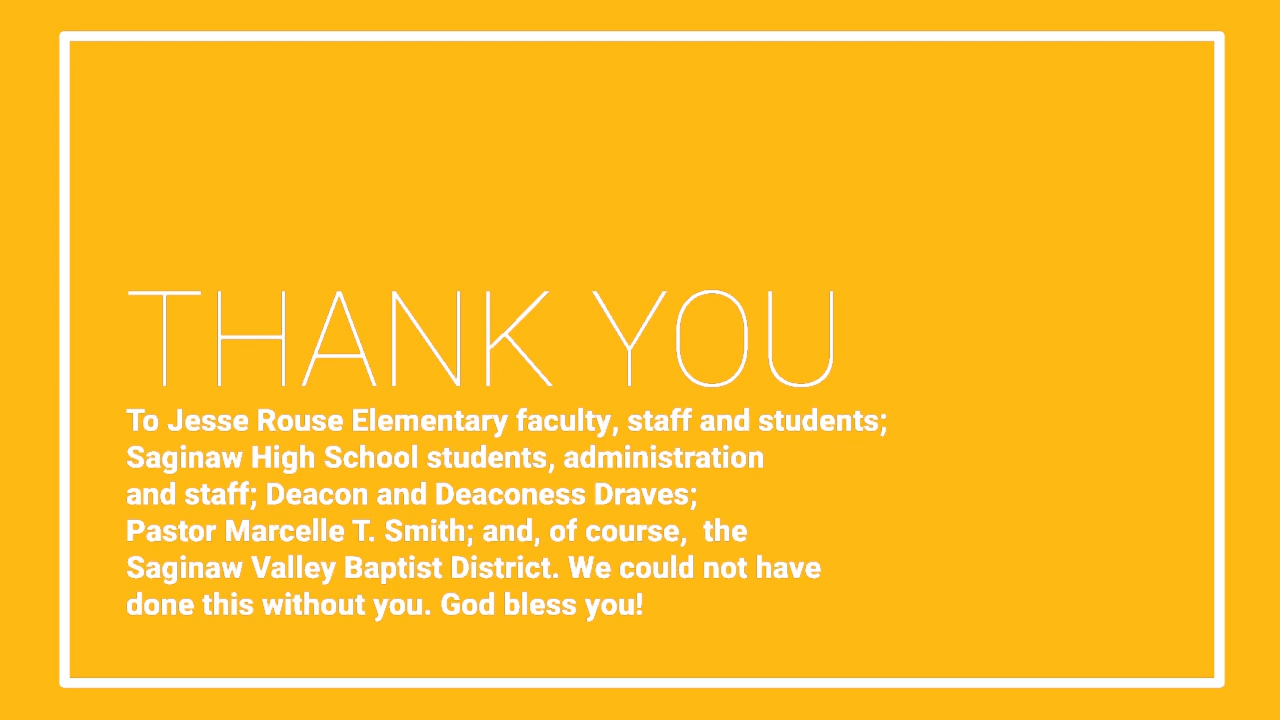 THANK YOU
To Jesse Rouse Elementary faculty, staff and students;
Saginaw High School students, administration
and staff; Deacon and Deaconess Draves;
Pastor Marcelle T. Smith; and, of course,  the
Saginaw Valley Baptist District. We could not have
done this without you. God bless you!